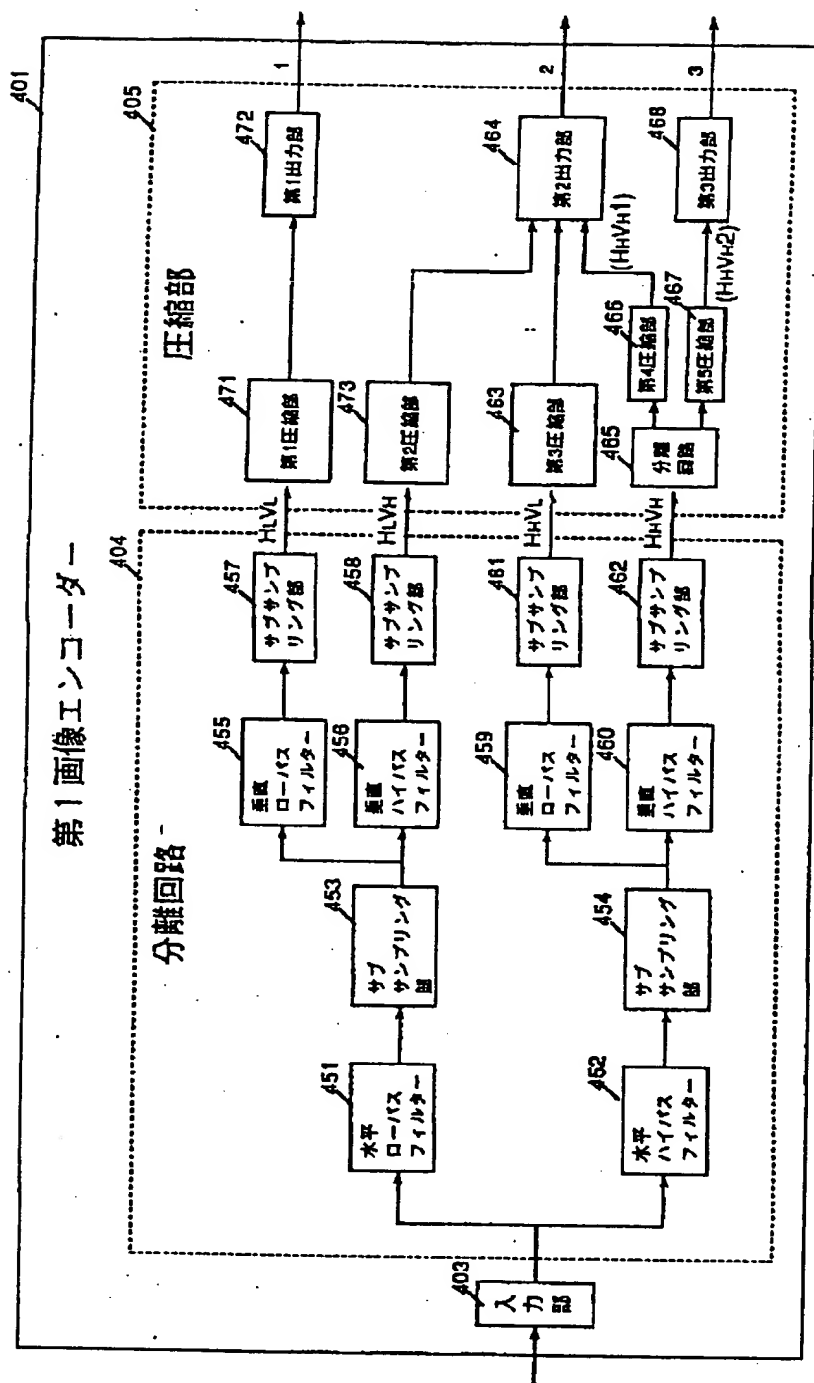 第1画像エンコーダー
401
403
入力部
404
分離回路
451
水平
ローパス
フィルター
452
水平
ハイパス
フィルター
453
サブ
サンプリング
部
454
サブ
サンプリング
部
455
垂直
ローパス
フィルター
456
垂直
ハイパス
フィルター
459
垂直
ローパス
フィルター
460
垂直
ハイパス
フィルター
457
サブサンプ
リング部
458
サブサンプ
リング部
461
サブサンプ
リング部
462
サブサンプ
リング部
HLVL
HLVH
HHVL
HHVH
405
圧縮部
471
第1圧縮部
473
第2圧縮部
463
第3圧縮部
465
分離
回路
466
第4圧縮部
467
第5圧縮部
(HHVH1)
(HHVH2)
472
第1出力部
464
第2出力部
468
第3出力部
1
2
3